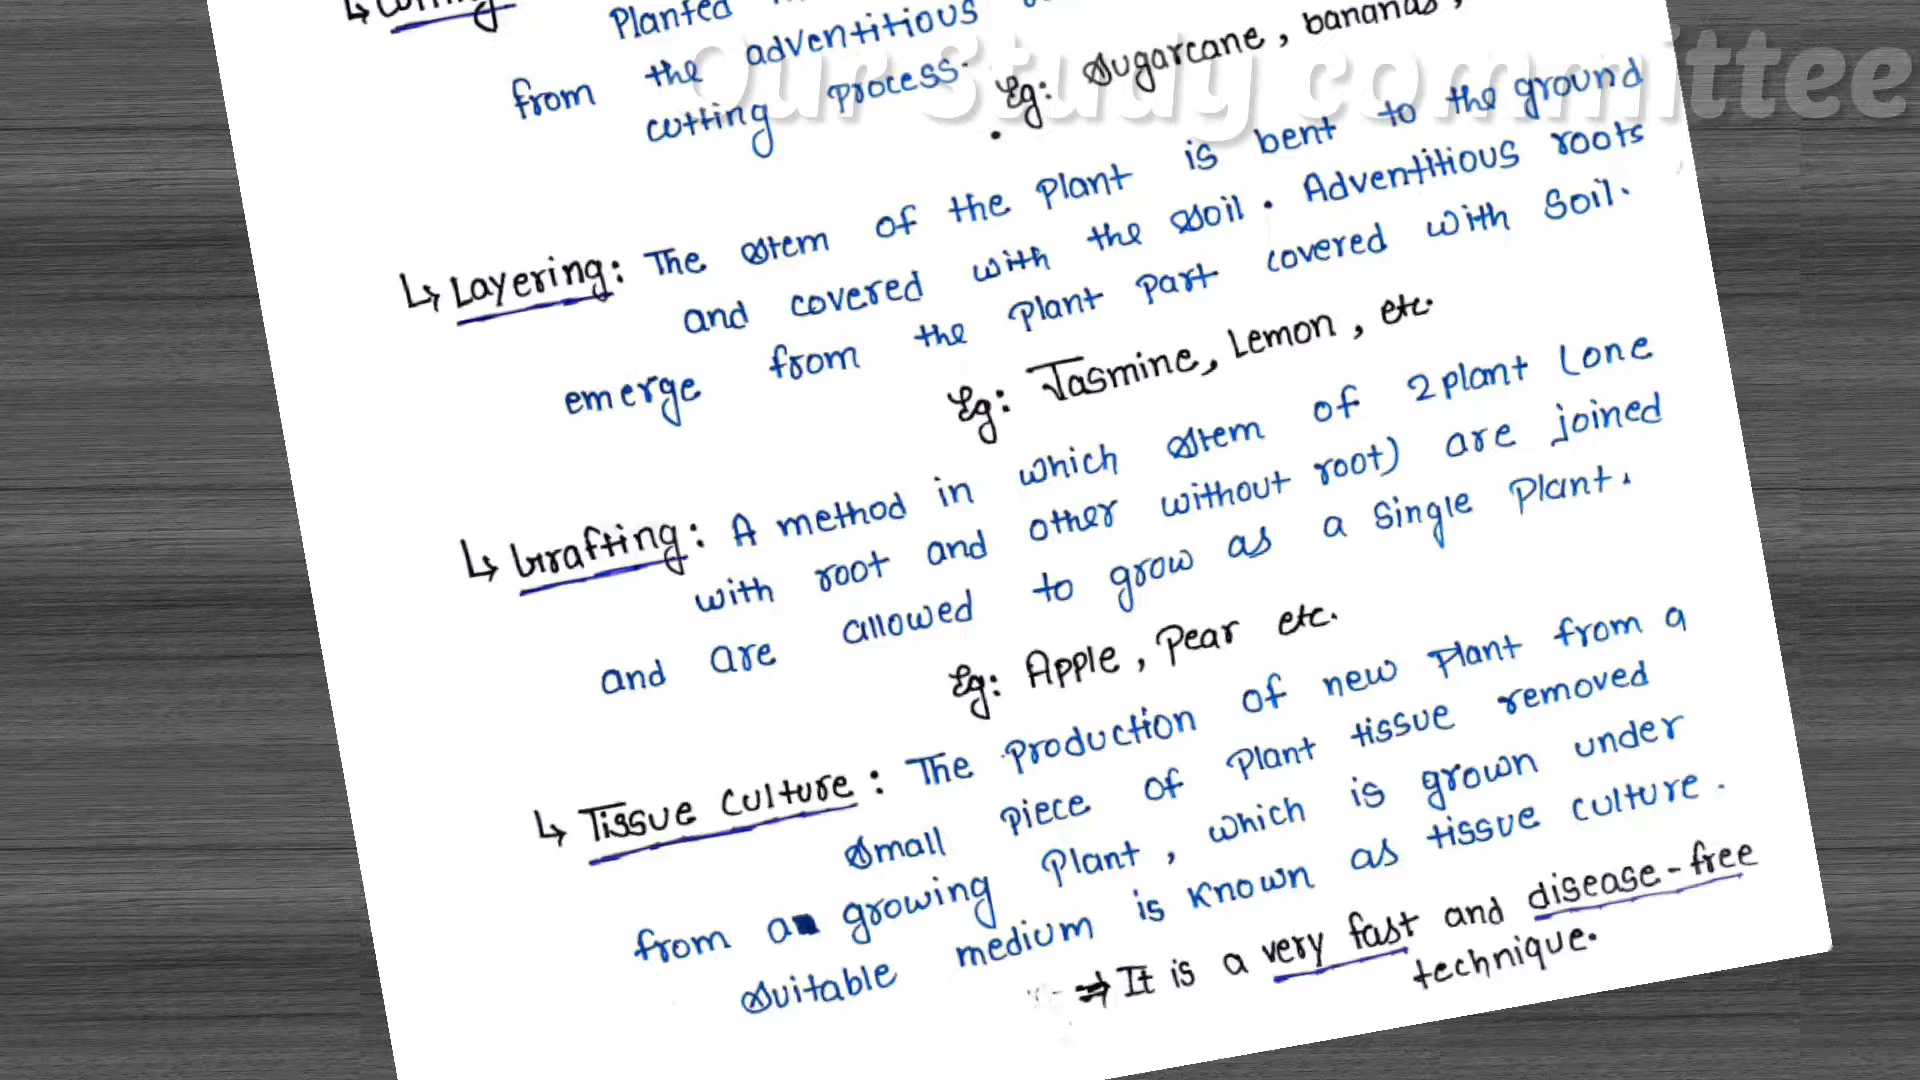 ↳ Cutting
Planted
from the adventitious
cutting process.
Eg: Sugarcane, bananas,
Our Study committee
↳ Layering: The stem of the plant is bent to the ground
and covered with the soil. Adventitious roots
emerge from the plant part covered with soil.
Eg: Jasmine, Lemon, etc.
↳ Grafting: A method in which stem of 2 plant (one
with root and other without root) are joined
and are allowed to grow as a single plant.
Eg: Apple, Pear etc.
↳ Tissue culture: The production of new plant from a
small piece of plant tissue removed
from a growing plant, which is grown under
suitable medium is known as tissue culture.
⇒ It is a very fast and disease-free
technique.